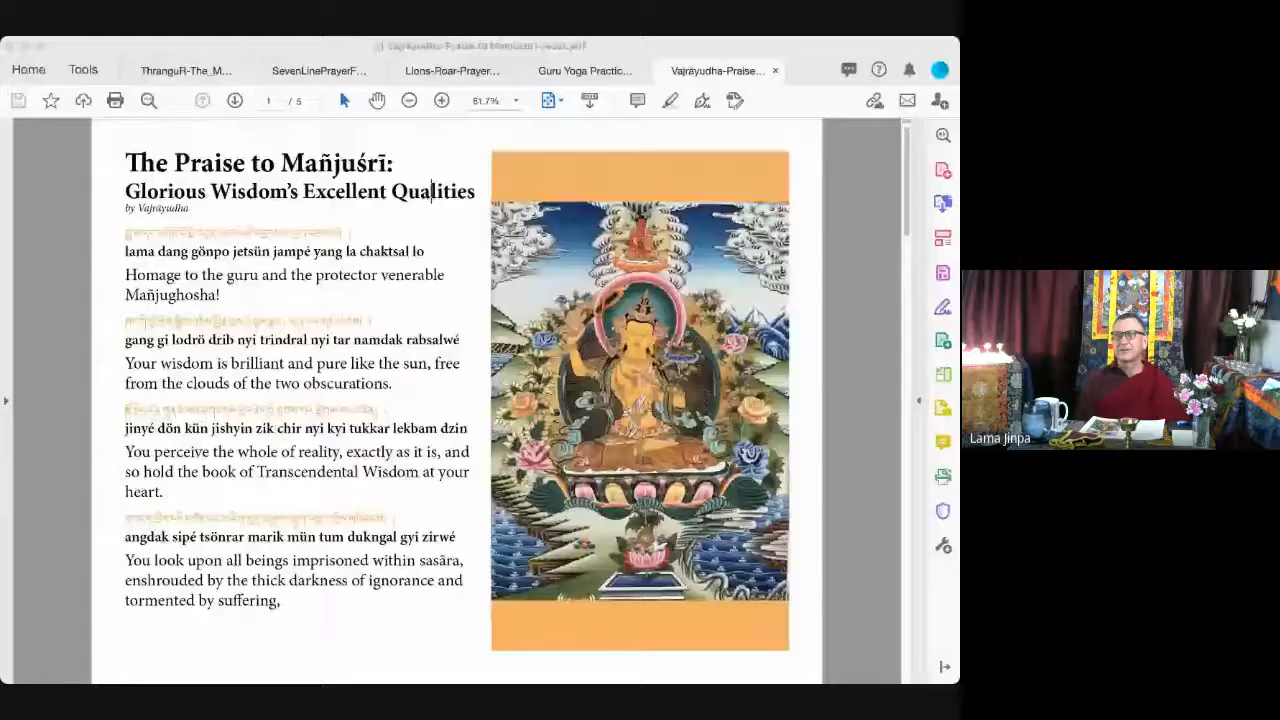 Home
Tools
ThranguR-The_M...
SevenLinePrayerF...
Lions-Roar-Prayer...
Guru Yoga Practic...
Vajrayudha-Praise...
1 / 5
61.7%
The Praise to Mañjuśrī:
Glorious Wisdom's Excellent Qualities
by Vajrāyudha
lama dang gönpo jetsün jampé yang la chaktsal lo
Homage to the guru and the protector venerable
Mañjughosha!
gang gi lodrö drib nyi trindral nyi tar namdak rabsalwé
Your wisdom is brilliant and pure like the sun, free
from the clouds of the two obscurations.
jinyé dön kün jishyin zik chir nyi kyi tukkar lekbam dzin
You perceive the whole of reality, exactly as it is, and
so hold the book of Transcendental Wisdom at your
heart.
angdak sipé tsönrar marik mün tum dukngal gyi zirwé
You look upon all beings imprisoned within sasāra,
enshrouded by the thick darkness of ignorance and
tormented by suffering,
Lama Jinpa